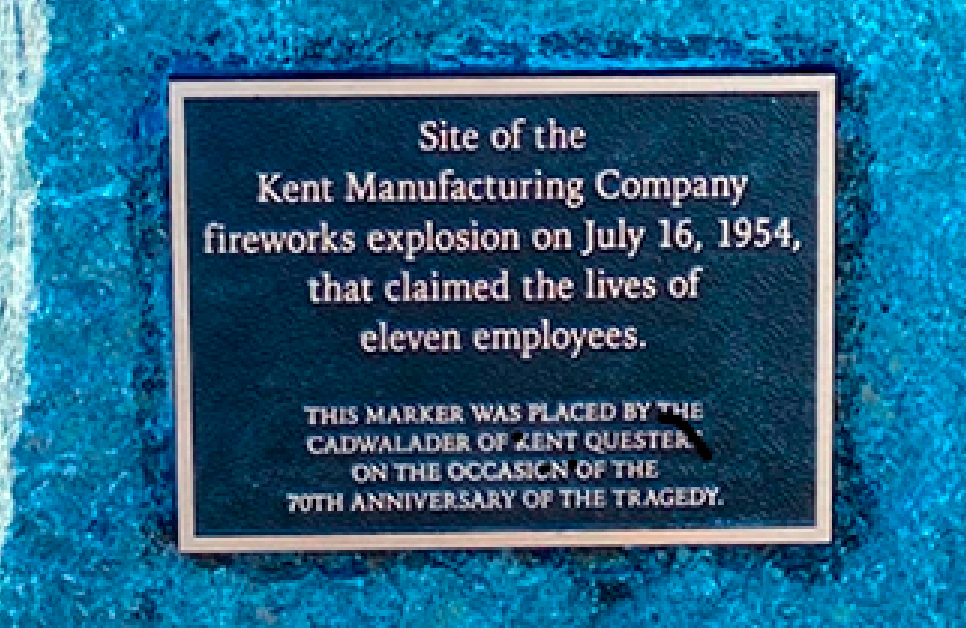 Site of the
Kent Manufacturing Company
fireworks explosion on July 16, 1954,
that claimed the lives of
eleven employees.
THIS MARKER WAS PLACED BY THE
CADWALADER OF KENT QUESTERS
ON THE OCCASION OF THE
70TH ANNIVERSARY OF THE TRAGEDY.